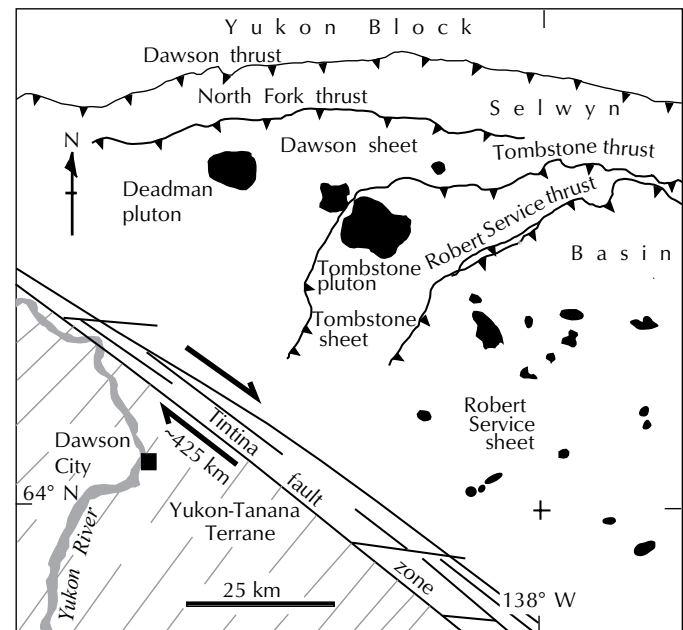 Yukon Block
Dawson thrust
North Fork thrust
Selwyn
N
Dawson sheet
Tombstone thrust
Deadman
pluton
Robert Service thrust
Basin
Tombstone
pluton
Tombstone
sheet
Tintina
fault
zone
~425 km
Robert
Service
sheet
Dawson
City
64° N
Yukon-Tanana
Terrane
Yukon River
25 km
138° W